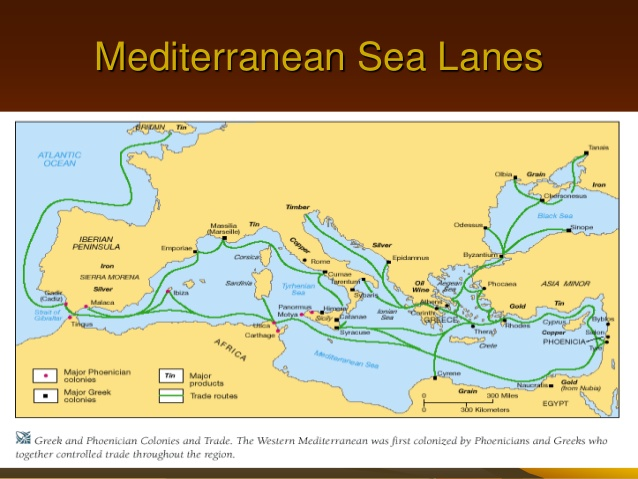 Mediterranean Sea Lanes
BRITAIN Tin
ATLANTIC
OCEAN
Tanais
Olbia Grain
Iron
Chersonesus
Timber
Black Sea
Massilia
(Marseille)
Tin
Odessus
Sinope
IBERIAN
PENINSULA
Emporiae
Copper
Silver
Corsica
Rome
Epidamnus
Byzantium
Iron
SIERRA MORENA
Silver
Sardinia
Cumae
Tarentum
Tyrrhenian
Sea
Oil
Wine
Aegean
Sea
Phocaea
ASIA MINOR
Gadir
(Cadiz)
Ibiza
Sybaris
Malaca
Panormus
Motya
Himera
Ionian
Sea
Athens
Corinth
GREECE
Gold
Tin
Strait of
Gibraltar
Tingus
Utica
Carthage
Sicily
Catanae
Syracuse
Thera
Rhodes
Cyprus
Copper
Byblos
Sidon
Tyre
PHOENICIA
Crete
AFRICA
Mediterranean Sea
Cyrene
Grain
Naucratis
Gold
(from Nubia)
EGYPT
Major Phoenician
colonies
Tin Major
products
Major Greek
colonies
Trade routes
0 300 Miles
0 300 Kilometers
Greek and Phoenician Colonies and Trade. The Western Mediterranean was first colonized by Phoenicians and Greeks who
together controlled trade throughout the region.